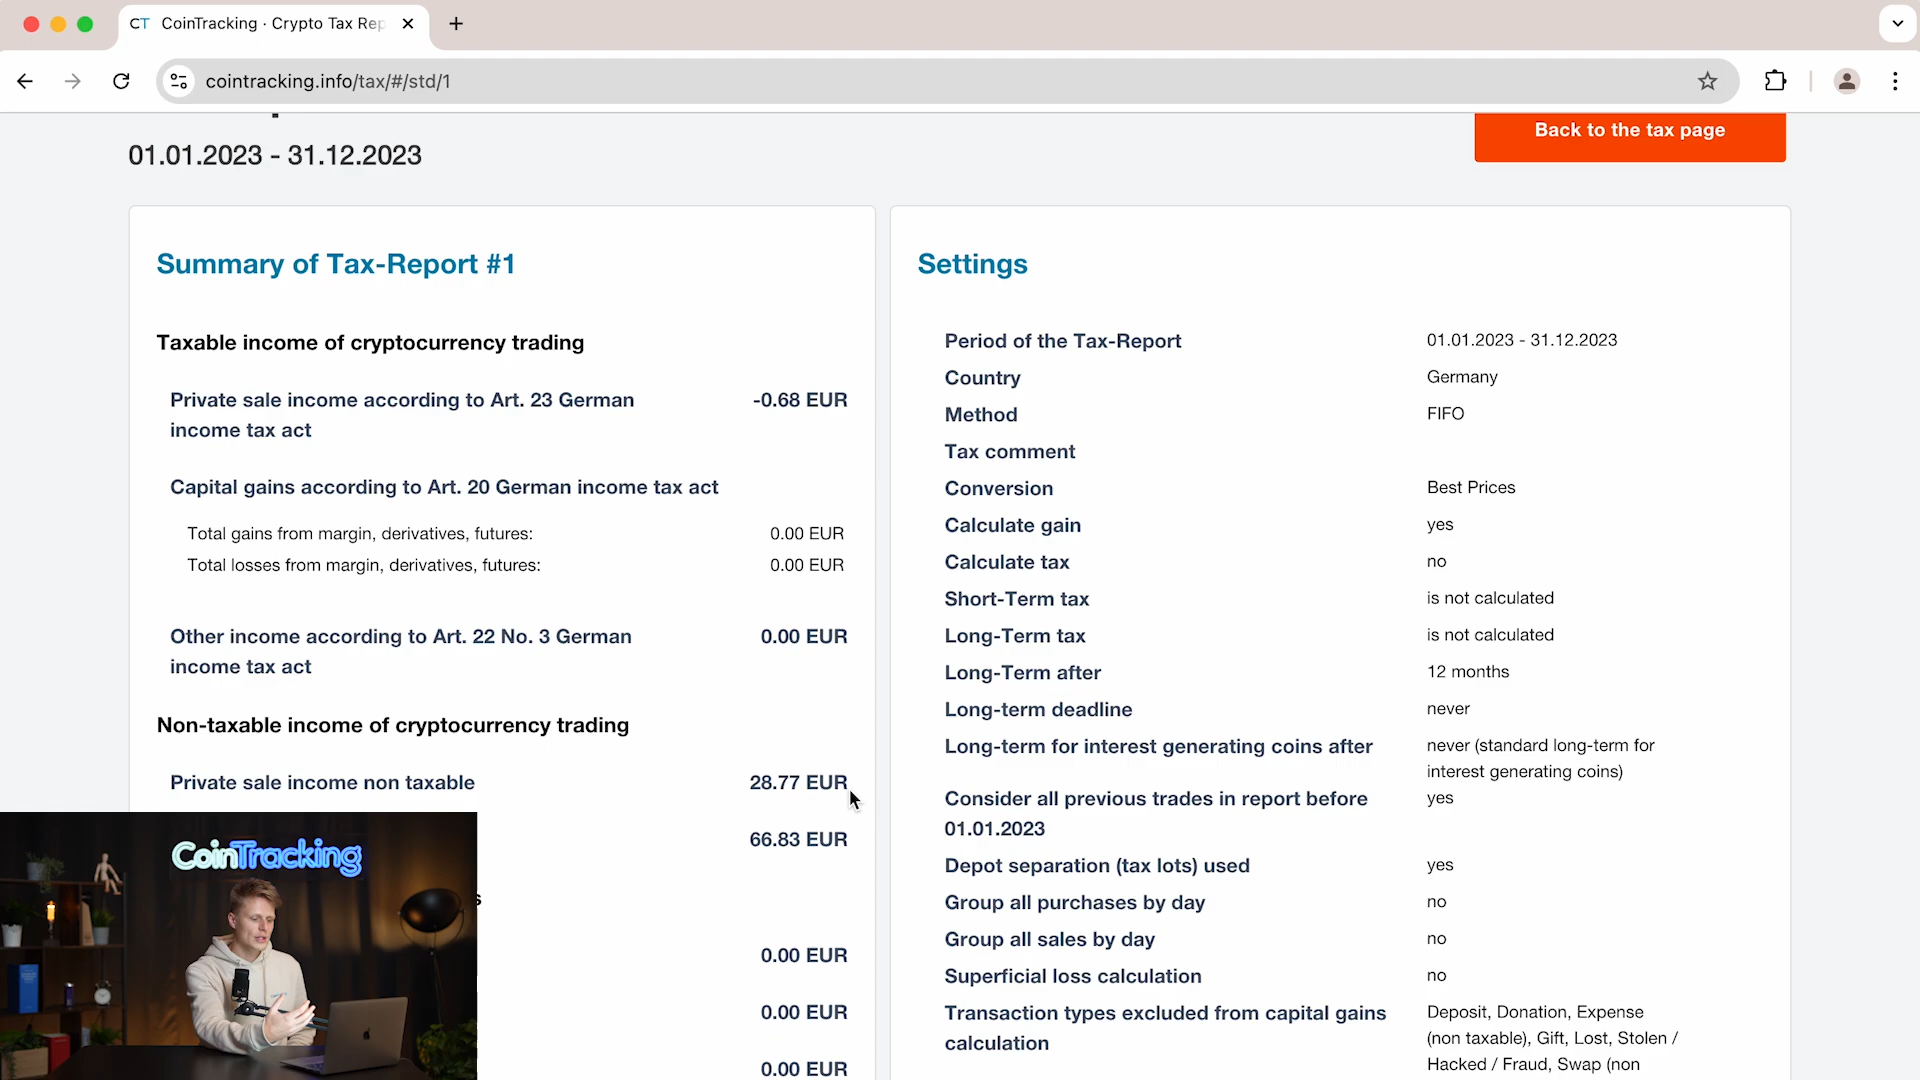 CT CoinTracking · Crypto Tax Rep
cointracking.info/tax/#/std/1
01.01.2023 - 31.12.2023
Back to the tax page
Summary of Tax-Report #1
Taxable income of cryptocurrency trading
Private sale income according to Art. 23 German -0.68 EUR
income tax act
Capital gains according to Art. 20 German income tax act
Total gains from margin, derivatives, futures: 0.00 EUR
Total losses from margin, derivatives, futures: 0.00 EUR
Other income according to Art. 22 No. 3 German 0.00 EUR
income tax act
Non-taxable income of cryptocurrency trading
Private sale income non taxable 28.77 EUR
66.83 EUR
s
0.00 EUR
0.00 EUR
0.00 EUR
CoinTracking
Settings
Period of the Tax-Report 01.01.2023 - 31.12.2023
Country Germany
Method FIFO
Tax comment
Conversion Best Prices
Calculate gain yes
Calculate tax no
Short-Term tax is not calculated
Long-Term tax is not calculated
Long-Term after 12 months
Long-term deadline never
Long-term for interest generating coins after never (standard long-term for
interest generating coins)
Consider all previous trades in report before yes
01.01.2023
Depot separation (tax lots) used yes
Group all purchases by day no
Group all sales by day no
Superficial loss calculation no
Transaction types excluded from capital gains Deposit, Donation, Expense
calculation (non taxable), Gift, Lost, Stolen /
Hacked / Fraud, Swap (non